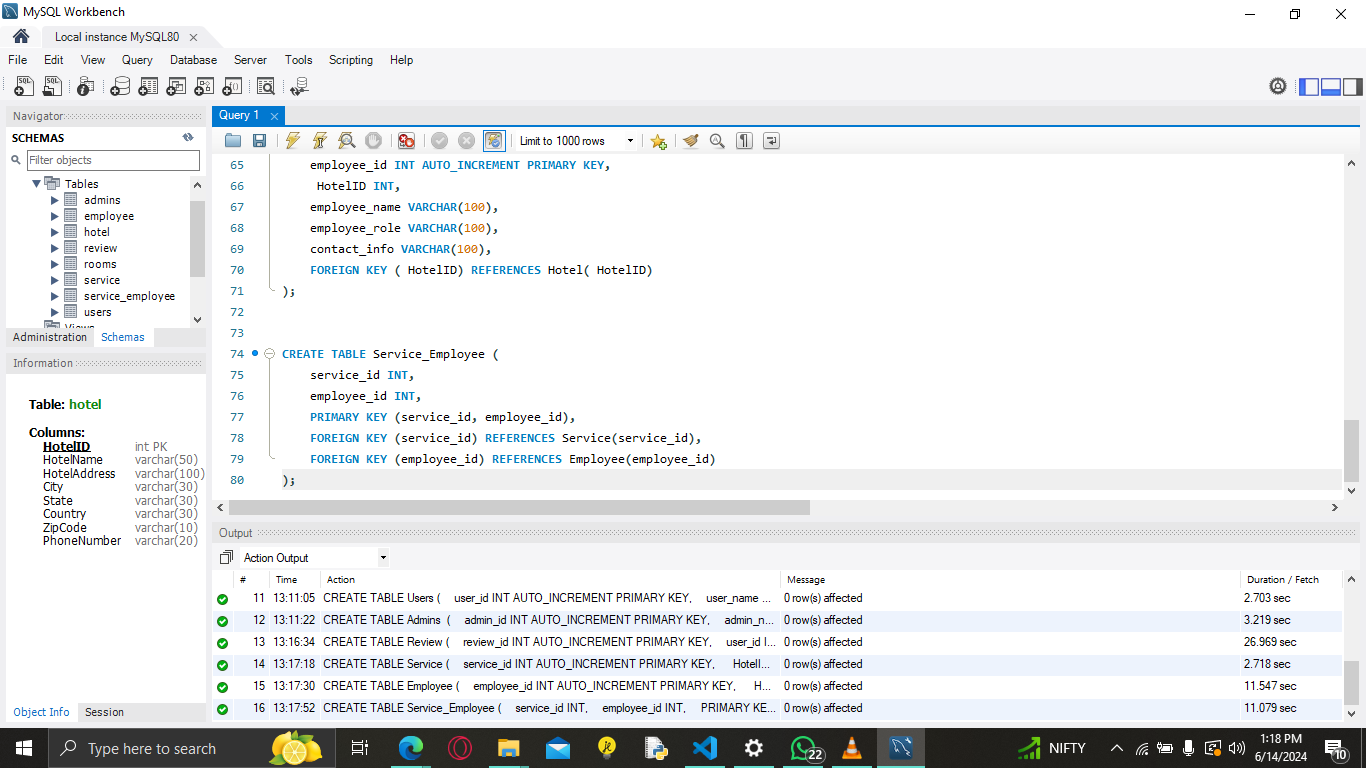 MySQL Workbench
Local instance MySQL80
File Edit View Query Database Server Tools Scripting Help
Navigator
SCHEMAS
Filter objects
Tables
admins
employee
hotel
review
rooms
service
service_employee
users
Views
Administration Schemas
Information
Table: hotel
Columns:
HotelID int PK
HotelName varchar(50)
HotelAddress varchar(100)
City varchar(30)
State varchar(30)
Country varchar(30)
ZipCode varchar(10)
PhoneNumber varchar(20)
Object Info Session
Query 1
Limit to 1000 rows
65 employee_id INT AUTO_INCREMENT PRIMARY KEY,
66 HotelID INT,
67 employee_name VARCHAR(100),
68 employee_role VARCHAR(100),
69 contact_info VARCHAR(100),
70 FOREIGN KEY ( HotelID) REFERENCES Hotel( HotelID)
71 );
72
73
74 CREATE TABLE Service_Employee (
75 service_id INT,
76 employee_id INT,
77 PRIMARY KEY (service_id, employee_id),
78 FOREIGN KEY (service_id) REFERENCES Service(service_id),
79 FOREIGN KEY (employee_id) REFERENCES Employee(employee_id)
80 );
Output
Action Output
# Time Action Message Duration / Fetch
11 13:11:05 CREATE TABLE Users ( user_id INT AUTO_INCREMENT PRIMARY KEY, user_name ... 0 row(s) affected 2.703 sec
12 13:11:22 CREATE TABLE Admins ( admin_id INT AUTO_INCREMENT PRIMARY KEY, admin_n... 0 row(s) affected 3.219 sec
13 13:16:34 CREATE TABLE Review ( review_id INT AUTO_INCREMENT PRIMARY KEY, user_id I... 0 row(s) affected 26.969 sec
14 13:17:18 CREATE TABLE Service ( service_id INT AUTO_INCREMENT PRIMARY KEY, HotelI... 0 row(s) affected 2.718 sec
15 13:17:30 CREATE TABLE Employee ( employee_id INT AUTO_INCREMENT PRIMARY KEY, H... 0 row(s) affected 11.547 sec
16 13:17:52 CREATE TABLE Service_Employee ( service_id INT, employee_id INT, PRIMARY KE... 0 row(s) affected 11.079 sec
Type here to search
22
NIFTY
1:18 PM
6/14/2024
10